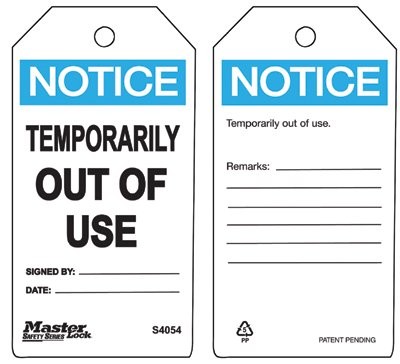 NOTICE
TEMPORARILY
OUT OF
USE
SIGNED BY:
DATE:
Master Lock
SAFETY SERIES
S4054
NOTICE
Temporarily out of use.
Remarks:
5
PP
PATENT PENDING